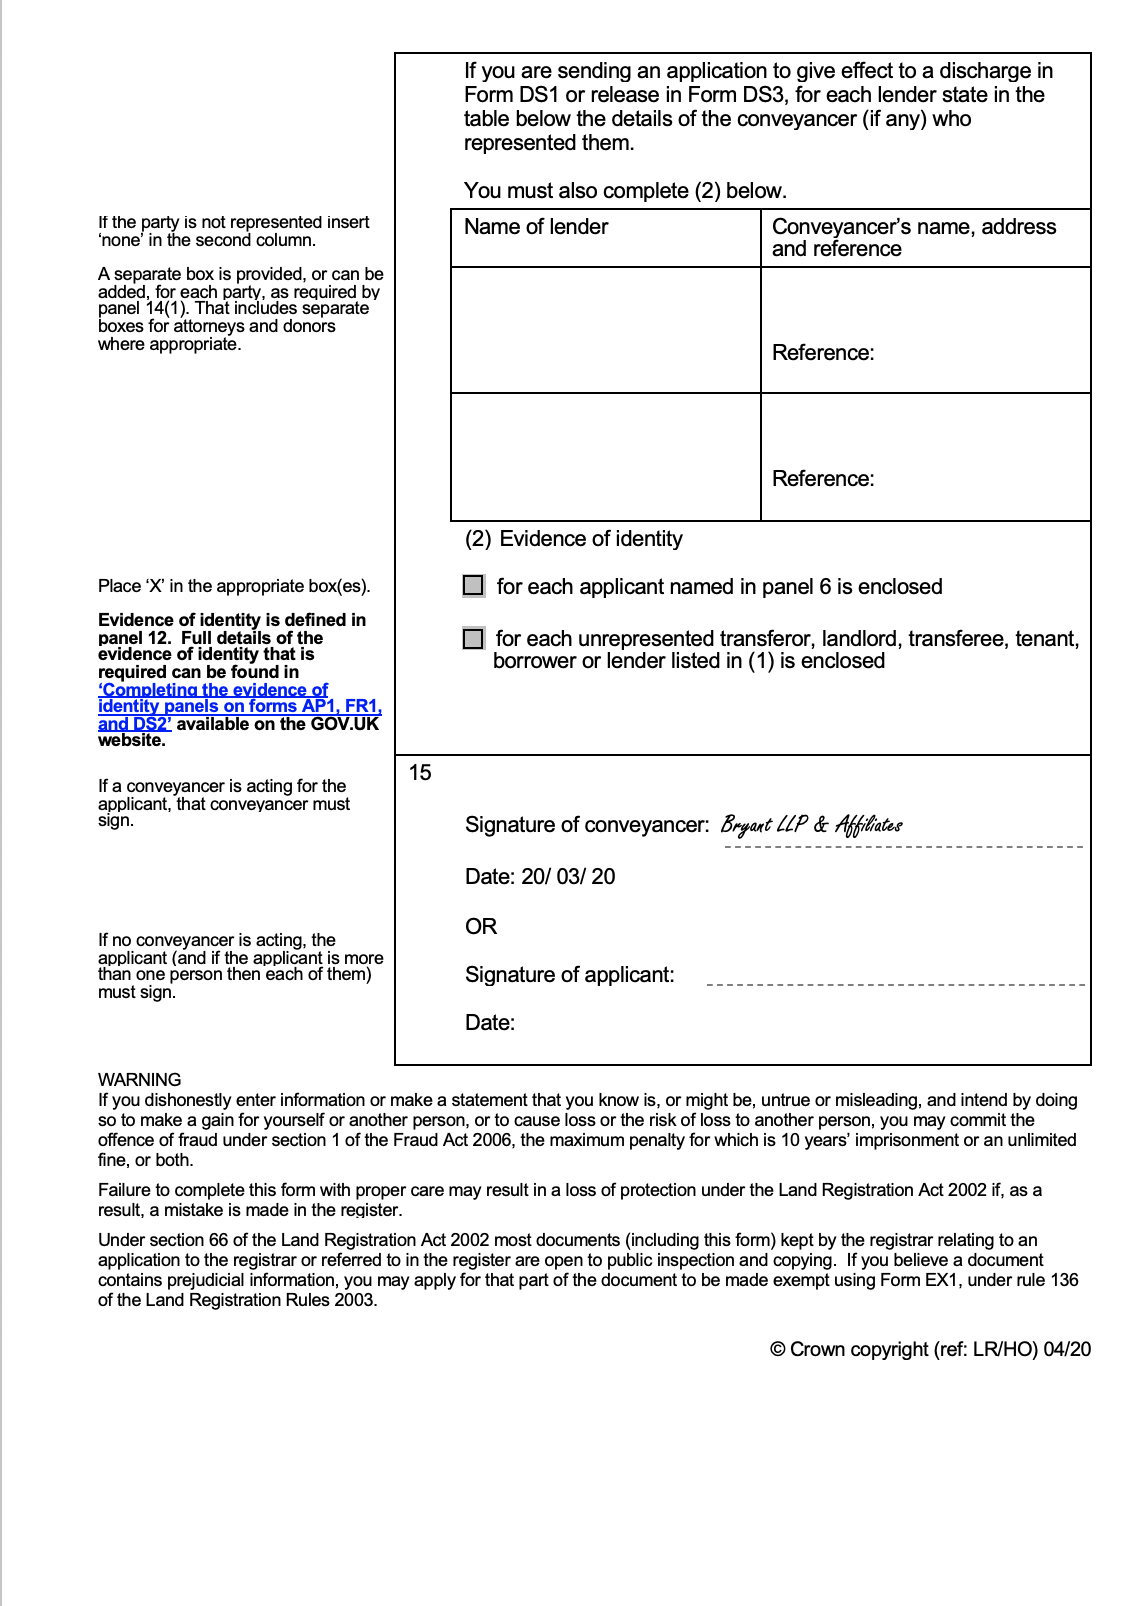 If you are sending an application to give effect to a discharge in
Form DS1 or release in Form DS3, for each lender state in the
table below the details of the conveyancer (if any) who
represented them.
You must also complete (2) below.
If the party is not represented insert
‘none’ in the second column.
A separate box is provided, or can be
added, for each party, as required by
panel 14(1). That includes separate
boxes for attorneys and donors
where appropriate.
Name of lender
Conveyancer’s name, address
and reference
Reference:
Reference:
(2) Evidence of identity
Place ‘X’ in the appropriate box(es).
for each applicant named in panel 6 is enclosed
Evidence of identity is defined in
panel 12. Full details of the
evidence of identity that is
required can be found in
‘Completing the evidence of
identity panels on forms AP1, FR1,
and DS2’ available on the GOV.UK
website.
for each unrepresented transferor, landlord, transferee, tenant,
borrower or lender listed in (1) is enclosed
15
If a conveyancer is acting for the
applicant, that conveyancer must
sign.
Signature of conveyancer: Bryant LLP & Affiliates
Date: 20/ 03/ 20
OR
If no conveyancer is acting, the
applicant (and if the applicant is more
than one person then each of them)
must sign.
Signature of applicant:
Date:
WARNING
If you dishonestly enter information or make a statement that you know is, or might be, untrue or misleading, and intend by doing
so to make a gain for yourself or another person, or to cause loss or the risk of loss to another person, you may commit the
offence of fraud under section 1 of the Fraud Act 2006, the maximum penalty for which is 10 years’ imprisonment or an unlimited
fine, or both.
Failure to complete this form with proper care may result in a loss of protection under the Land Registration Act 2002 if, as a
result, a mistake is made in the register.
Under section 66 of the Land Registration Act 2002 most documents (including this form) kept by the registrar relating to an
application to the registrar or referred to in the register are open to public inspection and copying. If you believe a document
contains prejudicial information, you may apply for that part of the document to be made exempt using Form EX1, under rule 136
of the Land Registration Rules 2003.
© Crown copyright (ref: LR/HO) 04/20